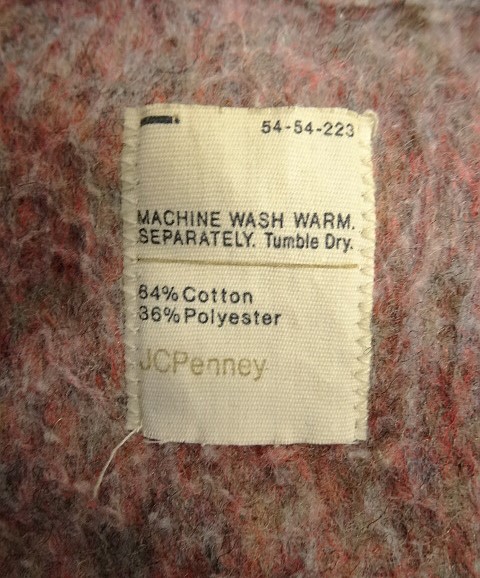 54-54-223
MACHINE WASH WARM.
SEPARATELY. Tumble Dry.
64% Cotton
36% Polyester
JCPenney